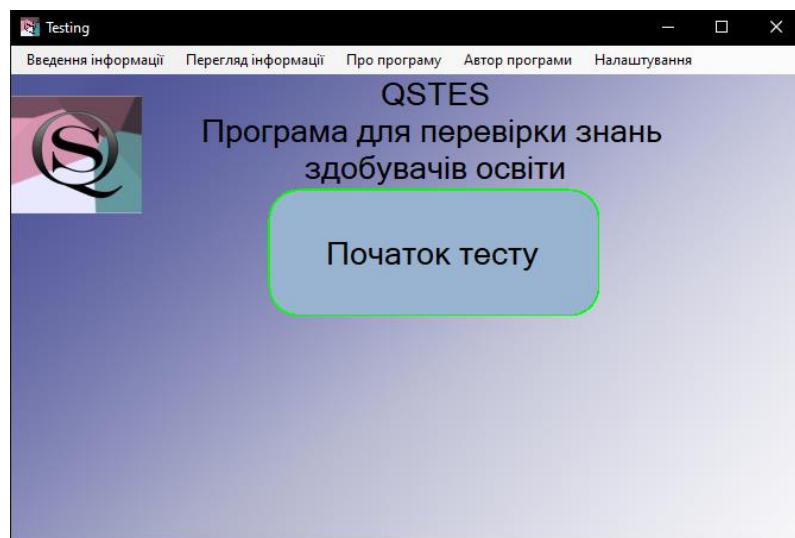 Testing
Введення інформації Перегляд інформації Про програму Автор програми Налаштування
QS
QSTES
Програма для перевірки знань
здобувачів освіти
Початок тесту